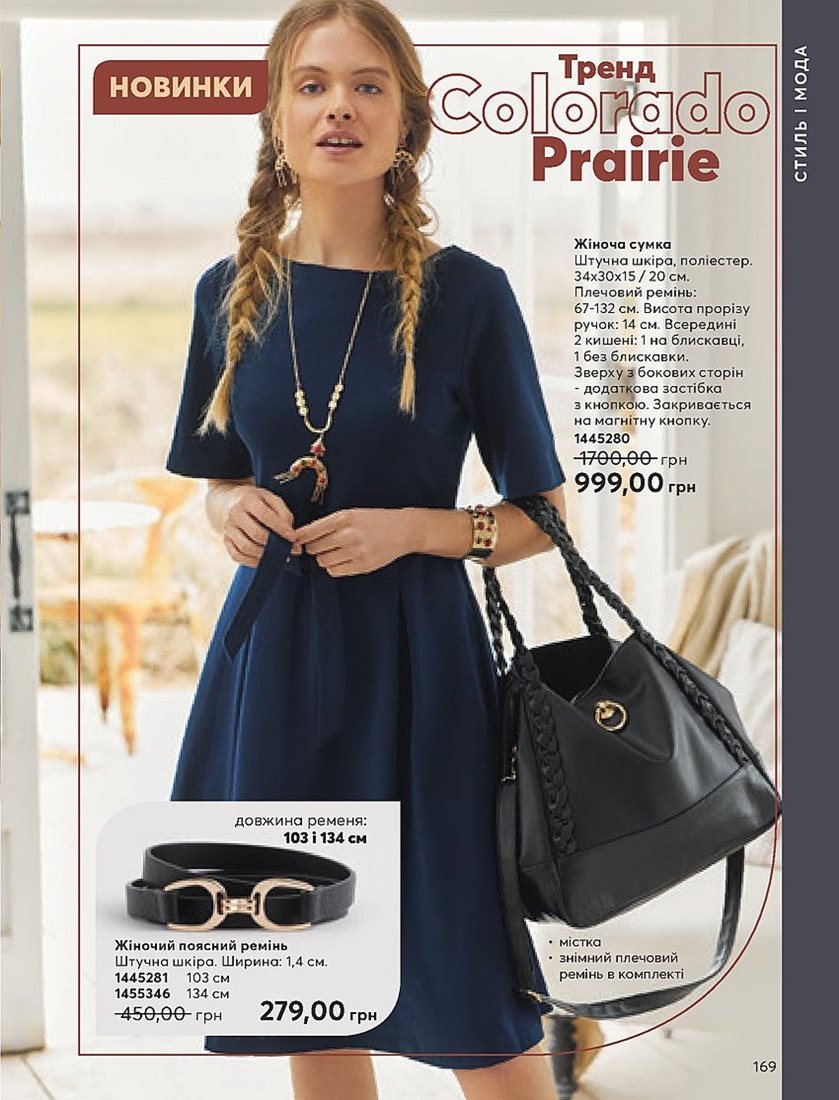 НОВИНКИ
Тренд
Colorado
Prairie
СТИЛЬ І МОДА
Жіноча сумка
Штучна шкіра, поліестер.
34х30х15 / 20 см.
Плечовий ремінь:
67-132 см. Висота прорізу
ручок: 14 см. Всередині
2 кишені: 1 на блискавці,
1 без блискавки.
Зверху з бокових сторін
- додаткова застібка
з кнопкою. Закривається
на магнітну кнопку.
1445280
1700,00 грн
999,00 грн
довжина ременя:
103 і 134 см
Жіночий поясний ремінь
Штучна шкіра. Ширина: 1,4 см.
1445281 103 см
1455346 134 см
450,00 грн 279,00 грн
• містка
• знімний плечовий
ремінь в комплекті
169